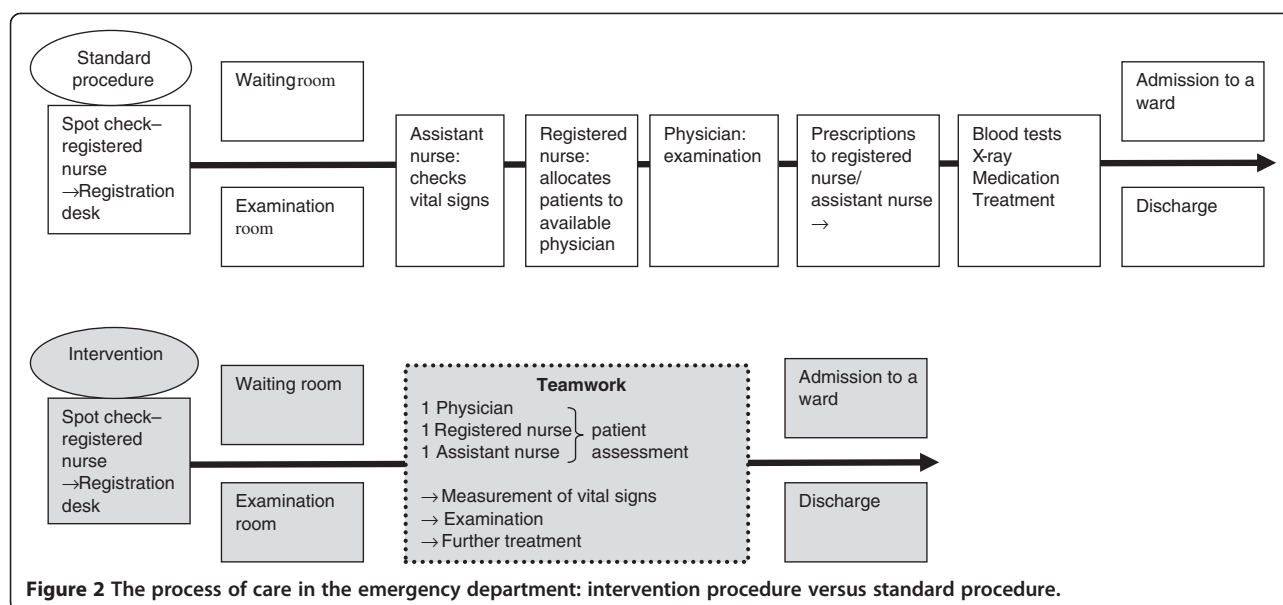 Standard
procedure
Spot check–
registered
nurse
→Registration
desk
Waiting room
Examination
room
Assistant
nurse:
checks
vital signs
Registered
nurse:
allocates
patients to
available
physician
Physician:
examination
Prescriptions
to registered
nurse/
assistant nurse
→
Blood tests
X-ray
Medication
Treatment
Admission to a
ward
Discharge
Intervention
Spot check–
registered
nurse
→Registration
desk
Waiting room
Examination
room
Teamwork
1 Physician
1 Registered nurse
1 Assistant nurse
patient
assessment
→ Measurement of vital signs
→ Examination
→ Further treatment
Admission to a
ward
Discharge
Figure 2 The process of care in the emergency department: intervention procedure versus standard procedure.